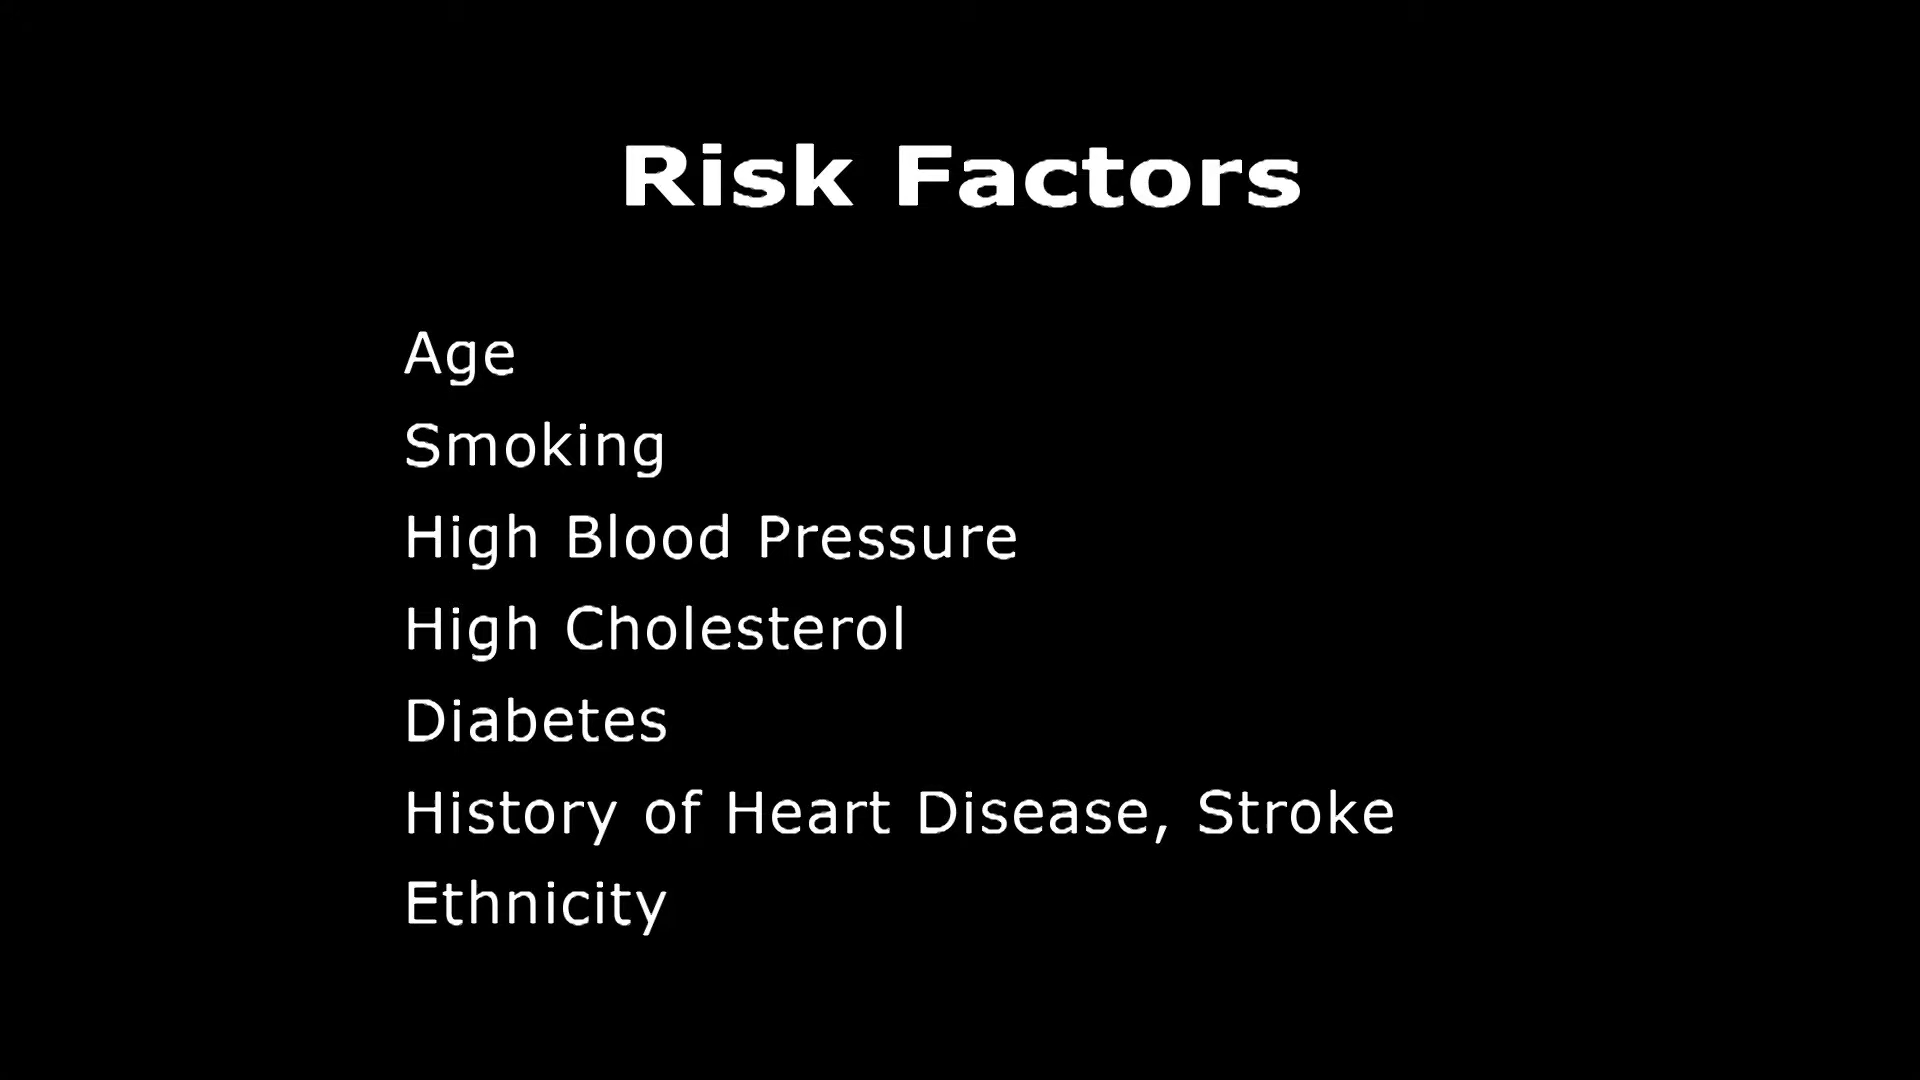 Risk Factors
Age
Smoking
High Blood Pressure
High Cholesterol
Diabetes
History of Heart Disease, Stroke
Ethnicity